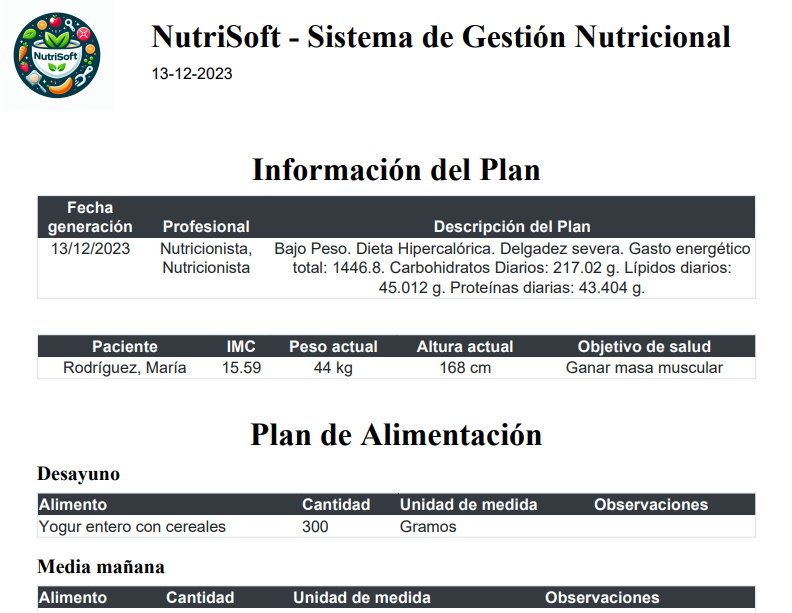 NutriSoft
NutriSoft - Sistema de Gestión Nutricional
13-12-2023
Información del Plan
Fecha generación Profesional Descripción del Plan
13/12/2023 Nutricionista, Nutricionista Bajo Peso. Dieta Hipercalórica. Delgadez severa. Gasto energético
total: 1446.8. Carbohidratos Diarios: 217.02 g. Lípidos diarios:
45.012 g. Proteínas diarias: 43.404 g.
Paciente IMC Peso actual Altura actual Objetivo de salud
Rodríguez, María 15.59 44 kg 168 cm Ganar masa muscular
Plan de Alimentación
Desayuno
Alimento Cantidad Unidad de medida Observaciones
Yogur entero con cereales 300 Gramos
Media mañana
Alimento Cantidad Unidad de medida Observaciones